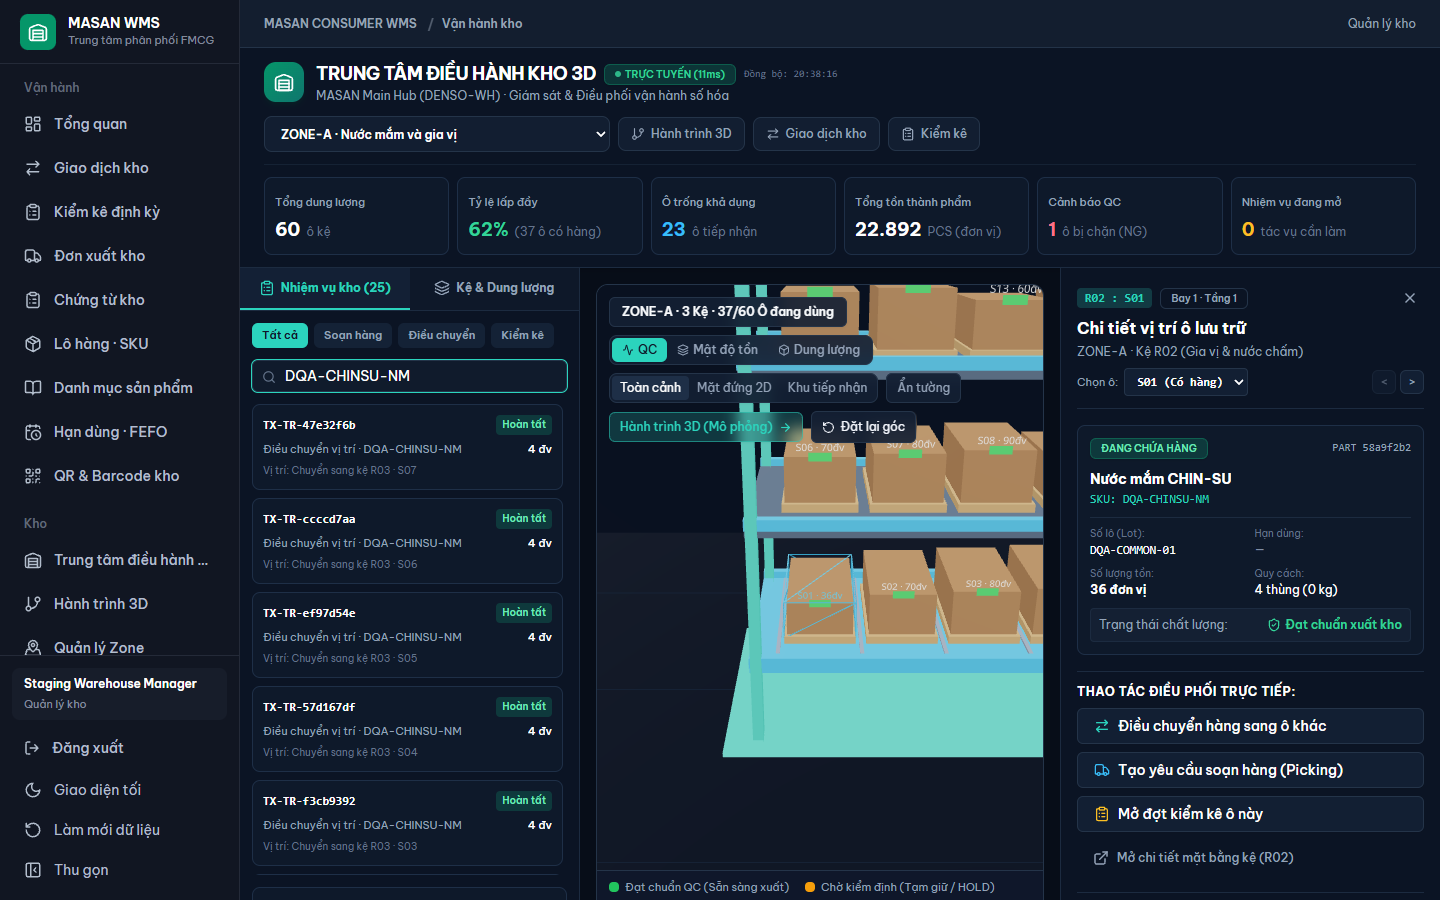 MASAN WMS
Trung tâm phân phối FMCG
Vận hành
Tổng quan
Giao dịch kho
Kiểm kê định kỳ
Đơn xuất kho
Chứng từ kho
Lô hàng · SKU
Danh mục sản phẩm
Hạn dùng · FEFO
QR & Barcode kho
Kho
Trung tâm điều hành ...
Hành trình 3D
Quản lý Zone
Staging Warehouse Manager
Quản lý kho
Đăng xuất
Giao diện tối
Làm mới dữ liệu
Thu gọn
MASAN CONSUMER WMS / Vận hành kho
Quản lý kho
TRUNG TÂM ĐIỀU HÀNH KHO 3D
TRỰC TUYẾN (11ms)
Đồng bộ: 20:38:16
MASAN Main Hub (DENSO-WH) · Giám sát & Điều phối vận hành số hóa
ZONE-A · Nước mắm và gia vị
Hành trình 3D
Giao dịch kho
Kiểm kê
Tổng dung lượng
60 ô kệ
Tỷ lệ lấp đầy
62% (37 ô có hàng)
Ô trống khả dụng
23 ô tiếp nhận
Tổng tồn thành phẩm
22.892 PCS (đơn vị)
Cảnh báo QC
1 ô bị chặn (NG)
Nhiệm vụ đang mở
0 tác vụ cần làm
Nhiệm vụ kho (25)
Kệ & Dung lượng
Tất cả
Soạn hàng
Điều chuyển
Kiểm kê
DQA-CHINSU-NM
TX-TR-47e32f6b
Hoàn tất
Điều chuyển vị trí · DQA-CHINSU-NM
4 đv
Vị trí: Chuyển sang kệ R03 · S07
TX-TR-ccccd7aa
Hoàn tất
Điều chuyển vị trí · DQA-CHINSU-NM
4 đv
Vị trí: Chuyển sang kệ R03 · S06
TX-TR-ef97d54e
Hoàn tất
Điều chuyển vị trí · DQA-CHINSU-NM
4 đv
Vị trí: Chuyển sang kệ R03 · S05
TX-TR-57d167df
Hoàn tất
Điều chuyển vị trí · DQA-CHINSU-NM
4 đv
Vị trí: Chuyển sang kệ R03 · S04
TX-TR-f3cb9392
Hoàn tất
Điều chuyển vị trí · DQA-CHINSU-NM
4 đv
Vị trí: Chuyển sang kệ R03 · S03
ZONE-A · 3 Kệ · 37/60 Ô đang dùng
S13 · 60đv
QC
Mật độ tồn
Dung lượng
Toàn cảnh
Mặt đứng 2D
Khu tiếp nhận
Ẩn tường
Hành trình 3D (Mô phỏng) →
Đặt lại góc
S06 · 70đv
S07 · 80đv
S08 · 90đv
S01 · 36đv
S02 · 70đv
S03 · 80đv
Đạt chuẩn QC (Sẵn sàng xuất)
Chờ kiểm định (Tạm giữ / HOLD)
R02 : S01
Bay 1 · Tầng 1
Chi tiết vị trí ô lưu trữ
ZONE-A · Kệ R02 (Gia vị & nước chấm)
Chọn ô:
S01 (Có hàng)
<
>
ĐANG CHỨA HÀNG
PART 58a9f2b2
Nước mắm CHIN-SU
SKU: DQA-CHINSU-NM
Số lô (Lot):
Hạn dùng:
DQA-COMMON-01
—
Số lượng tồn:
Quy cách:
36 đơn vị
4 thùng (0 kg)
Trạng thái chất lượng:
Đạt chuẩn xuất kho
THAO TÁC ĐIỀU PHỐI TRỰC TIẾP:
Điều chuyển hàng sang ô khác
Tạo yêu cầu soạn hàng (Picking)
Mở đợt kiểm kê ô này
Mở chi tiết mặt bằng kệ (R02)